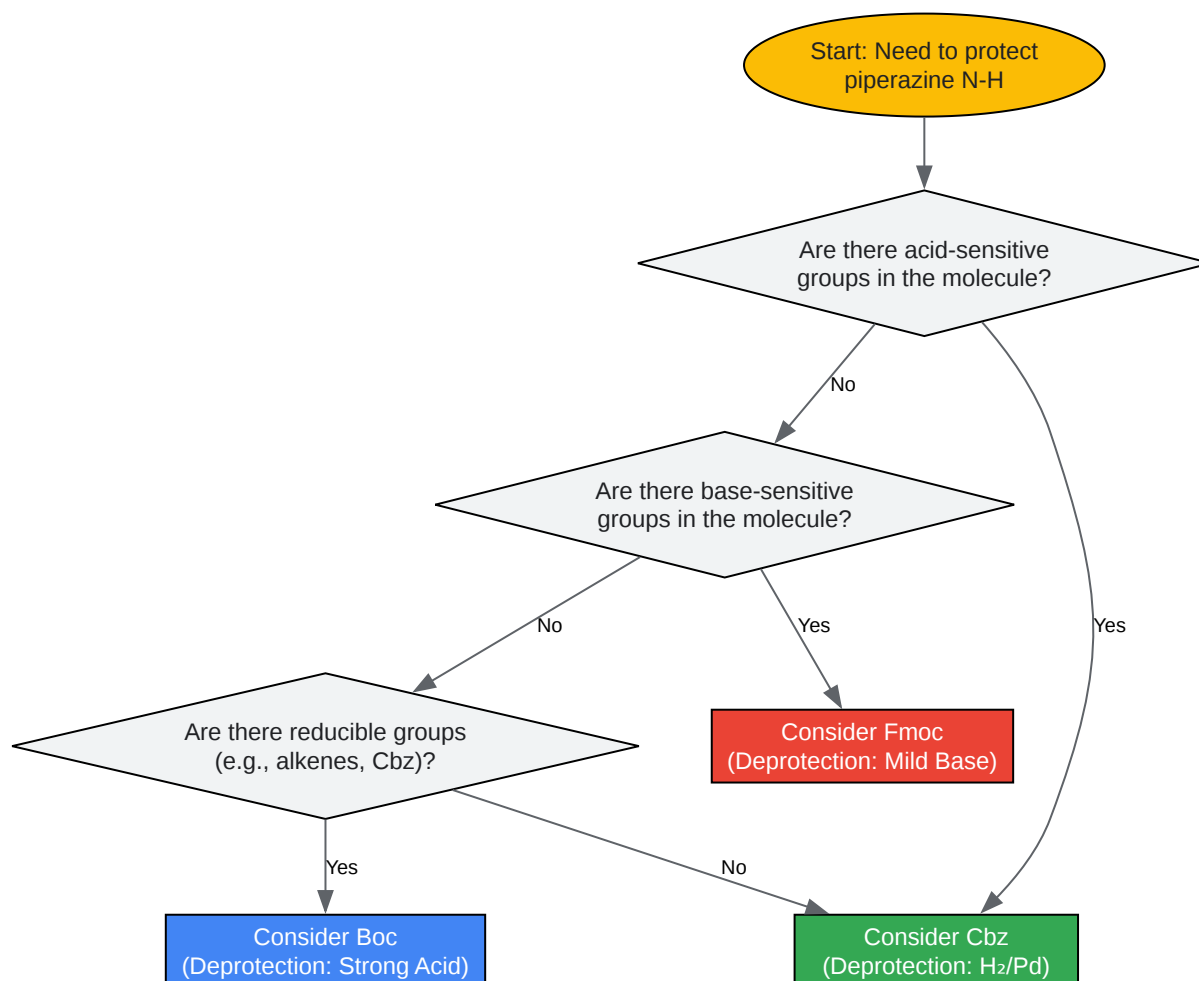 Start: Need to protect
piperazine N-H
Are there acid-sensitive
groups in the molecule?
No
Are there base-sensitive
groups in the molecule?
No
Yes
Yes
Are there reducible groups
(e.g., alkenes, Cbz)?
Consider Fmoc
(Deprotection: Mild Base)
Yes
No
Consider Boc
(Deprotection: Strong Acid)
Consider Cbz
(Deprotection: H₂/Pd)